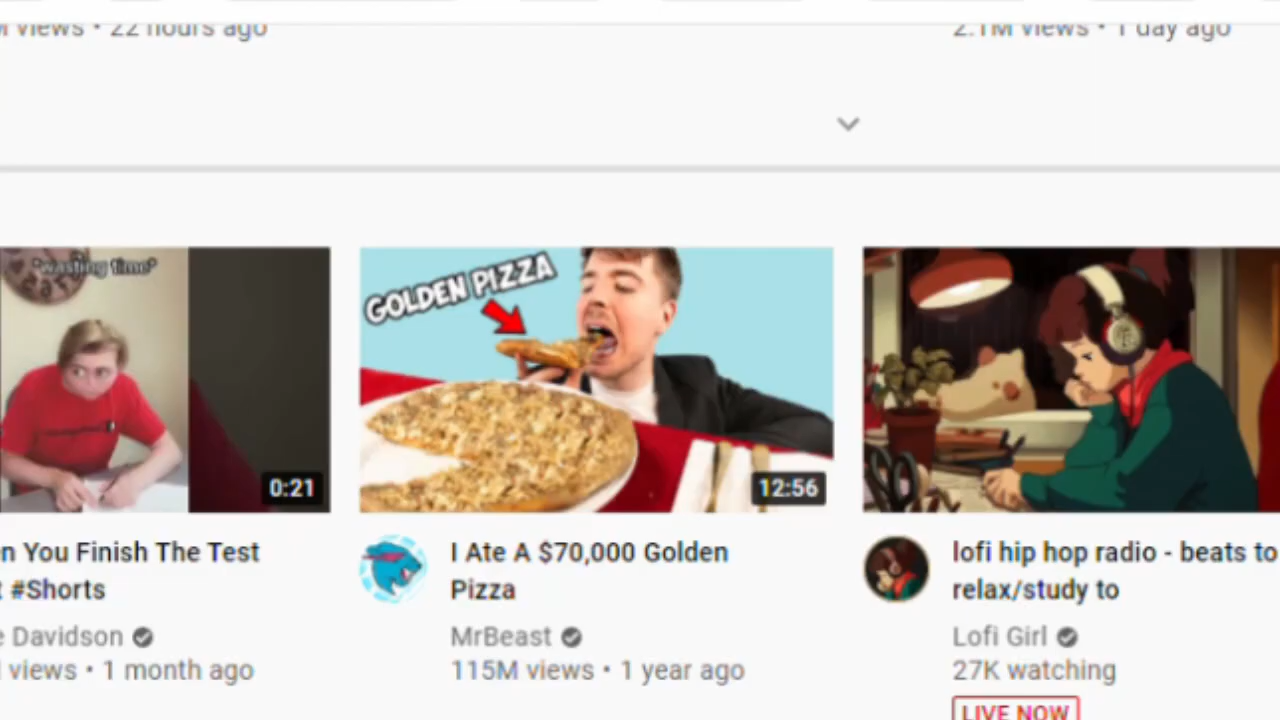 views • 22 hours ago
2.1M views • 1 day ago
*wasting time*
0:21
GOLDEN PIZZA
12:56
n You Finish The Test
#Shorts
Davidson
views • 1 month ago
I Ate A $70,000 Golden
Pizza
MrBeast
115M views • 1 year ago
lofi hip hop radio - beats to
relax/study to
Lofi Girl
27K watching
LIVE NOW